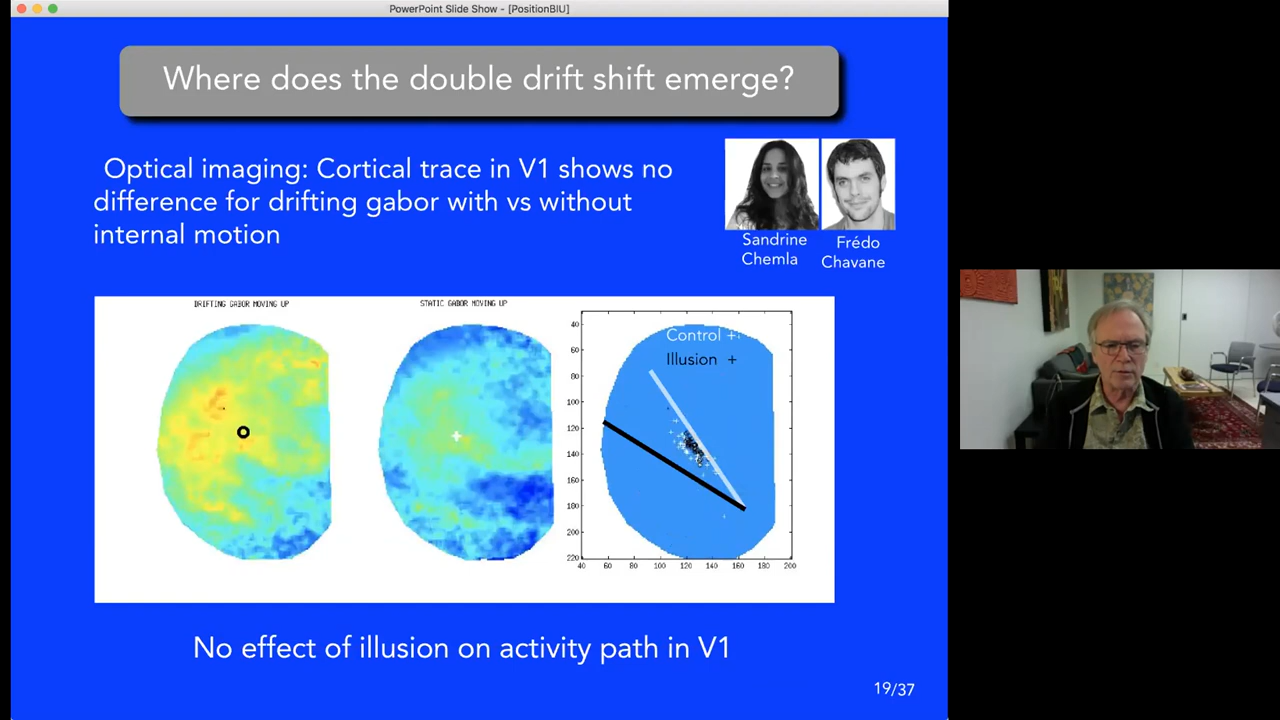 PowerPoint Slide Show - [PositionBIU]
Where does the double drift shift emerge?
Optical imaging: Cortical trace in V1 shows no
difference for drifting gabor with vs without
internal motion
Sandrine
Chemla
Frédo
Chavane
DRIFTING GABOR MOVING UP
STATIC GABOR MOVING UP
Control +
Illusion +
40
60
80
100
120
140
160
180
200
220
40 60 80 100 120 140 160 180 200
No effect of illusion on activity path in V1
19/37